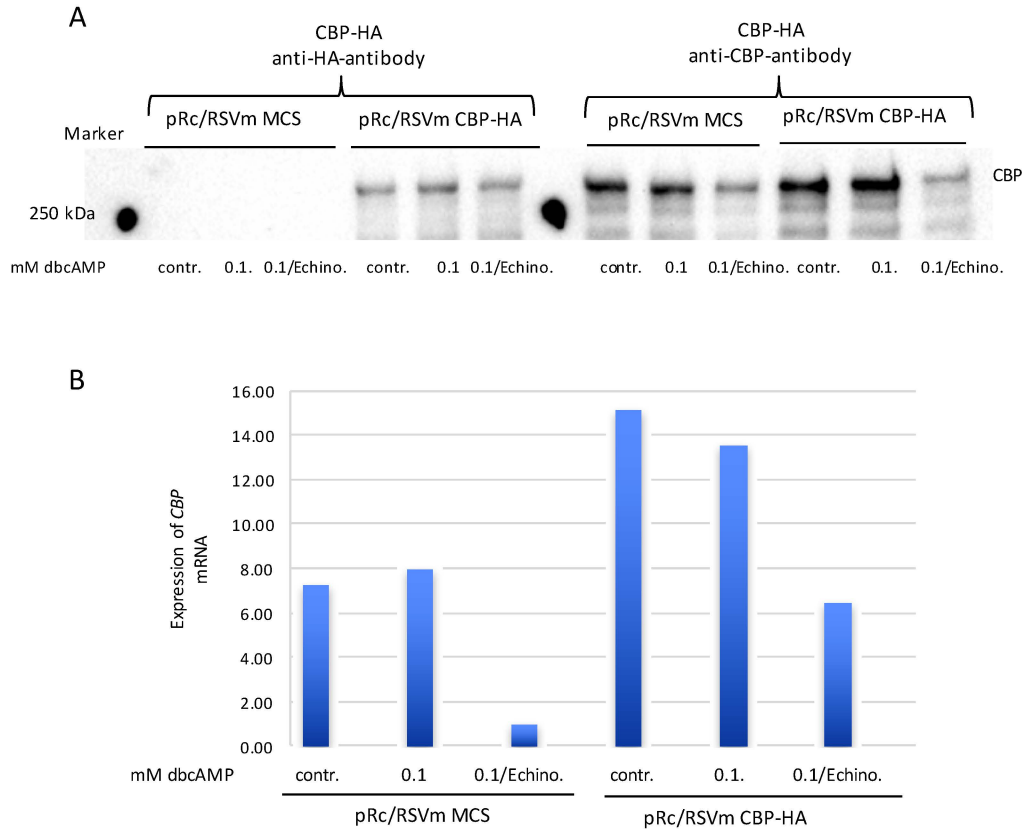 A
CBP-HA
anti-HA-antibody
CBP-HA
anti-CBP-antibody
Marker
pRc/RSVm MCS
pRc/RSVm CBP-HA
pRc/RSVm MCS
pRc/RSVm CBP-HA
CBP
250 kDa
mM dbcAMP contr. 0.1. 0.1/Echino. contr. 0.1 0.1/Echino. contr. 0.1 0.1/Echino. contr. 0.1. 0.1/Echino.
B
16.00
14.00
12.00
10.00
8.00
6.00
4.00
2.00
0.00
Expression of CBP
mRNA
mM dbcAMP contr. 0.1 0.1/Echino. contr. 0.1. 0.1/Echino.
pRc/RSVm MCS
pRc/RSVm CBP-HA